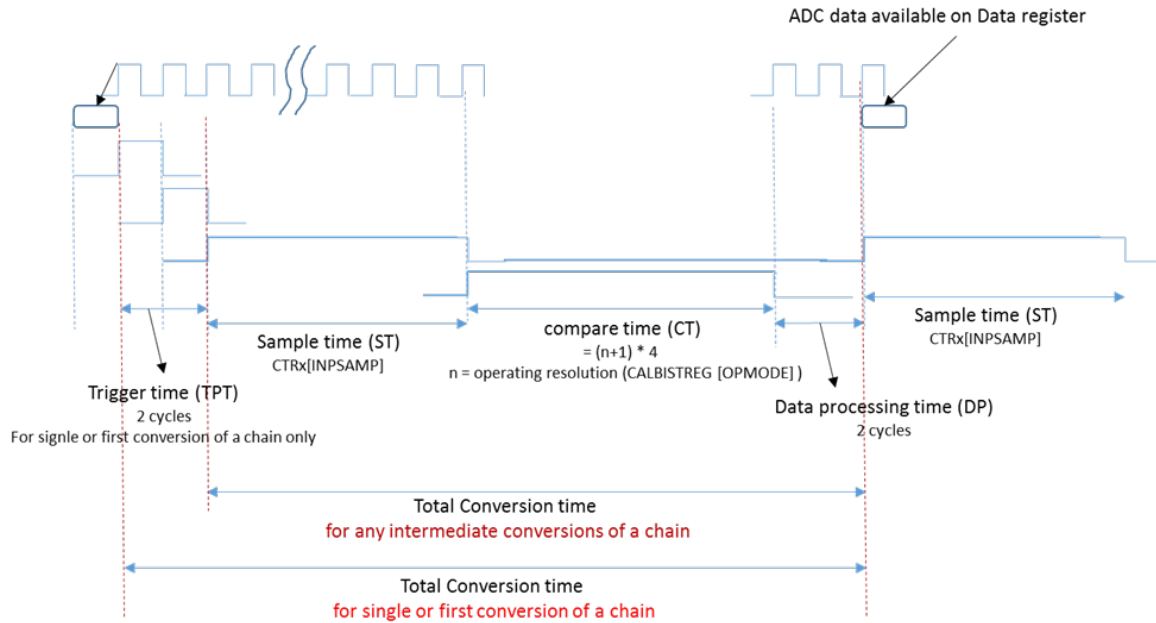 ADC data available on Data register
Sample time (ST)
CTRx[INPSAMP]
compare time (CT)
= (n+1) * 4
n = operating resolution (CALBISTREG [OPMODE] )
Sample time (ST)
CTRx[INPSAMP]
Trigger time (TPT)
2 cycles
For signle or first conversion of a chain only
Data processing time (DP)
2 cycles
Total Conversion time
for any intermediate conversions of a chain
Total Conversion time
for single or first conversion of a chain